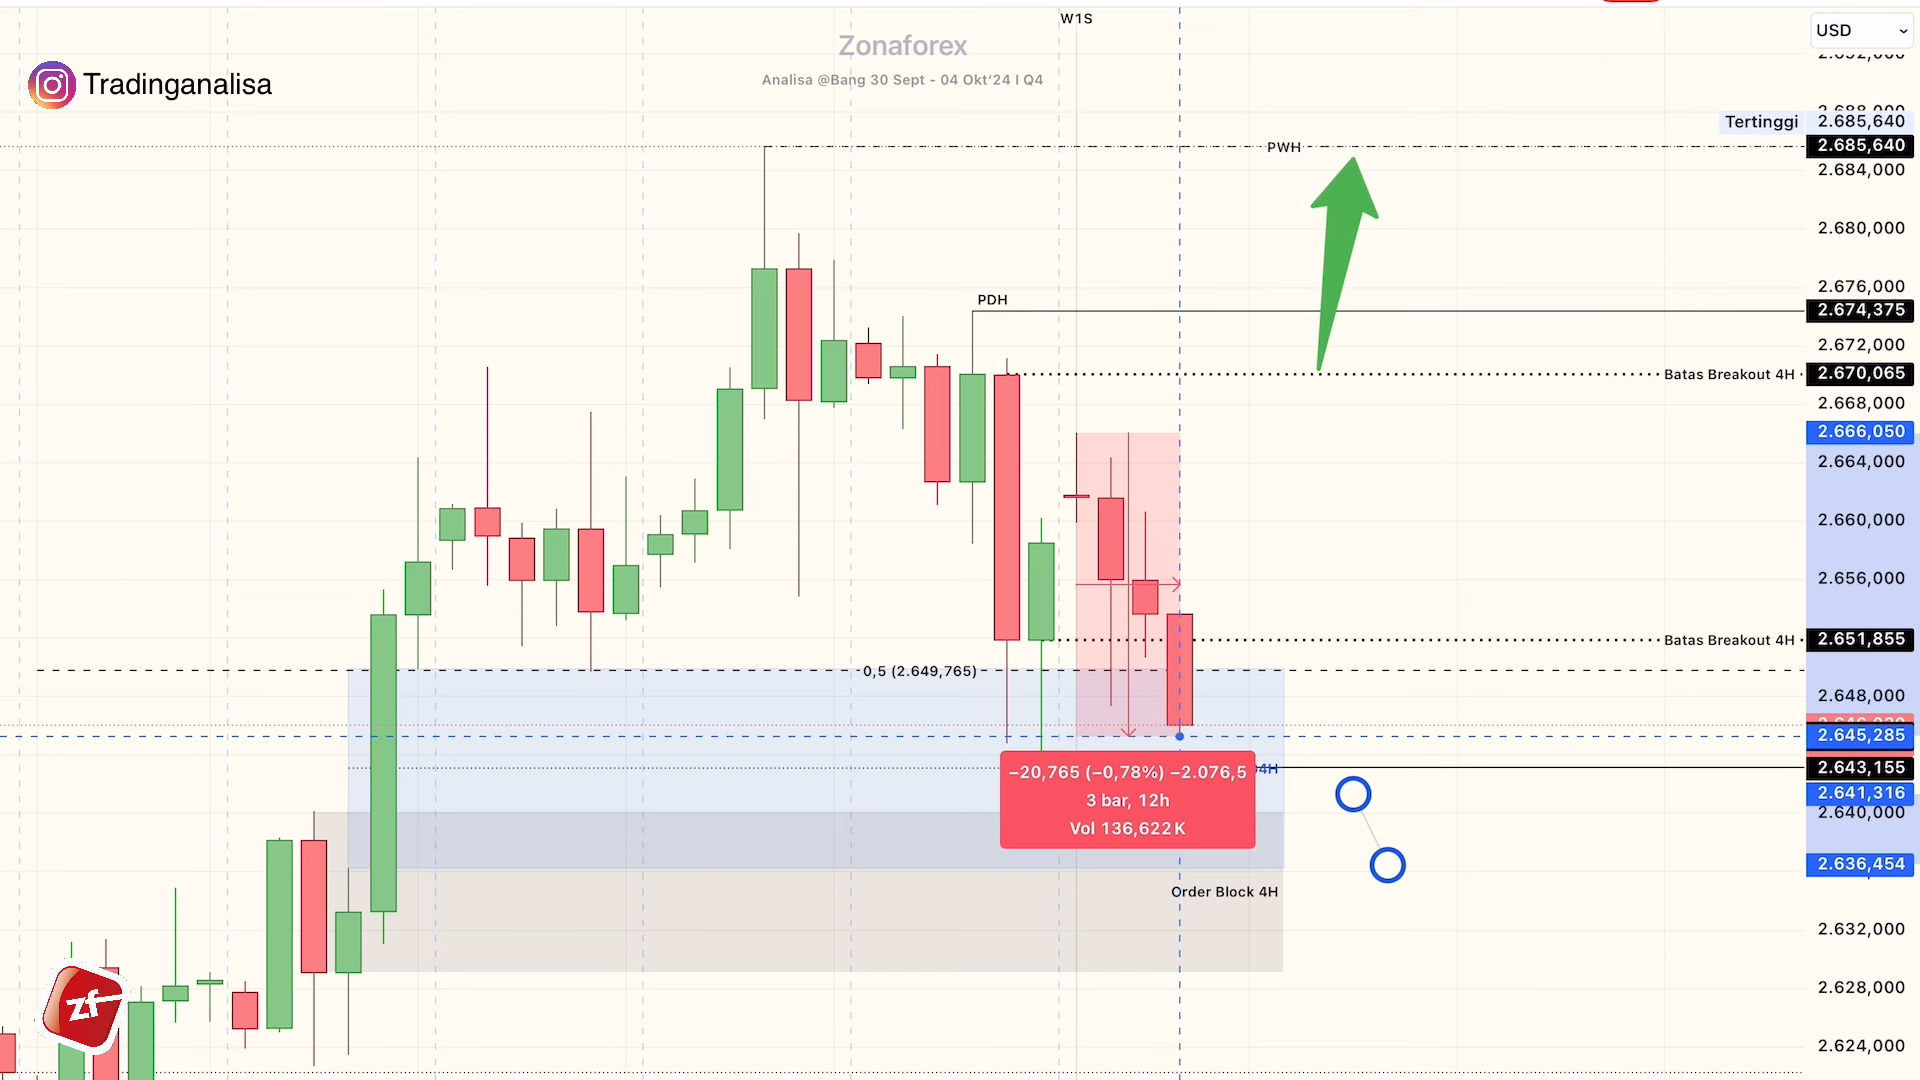 W1S
USD
Zonaforex
Analisa @Bang 30 Sept - 04 Okt'24 I Q4
Tradinganalisa
Tertinggi 2.685,640
PWH 2.685,640
2.684,000
2.680,000
2.676,000
PDH
2.674,375
2.672,000
Batas Breakout 4H 2.670,065
2.668,000
2.666,050
2.664,000
2.660,000
2.656,000
Batas Breakout 4H 2.651,855
0,5 (2.649,765)
2.648,000
2.645,285
4H 2.643,155
−20,765 (−0,78%) −2.076,5
3 bar, 12h
Vol 136,622K
2.641,316
2.640,000
2.636,454
Order Block 4H
2.632,000
2.628,000
zf
2.624,000